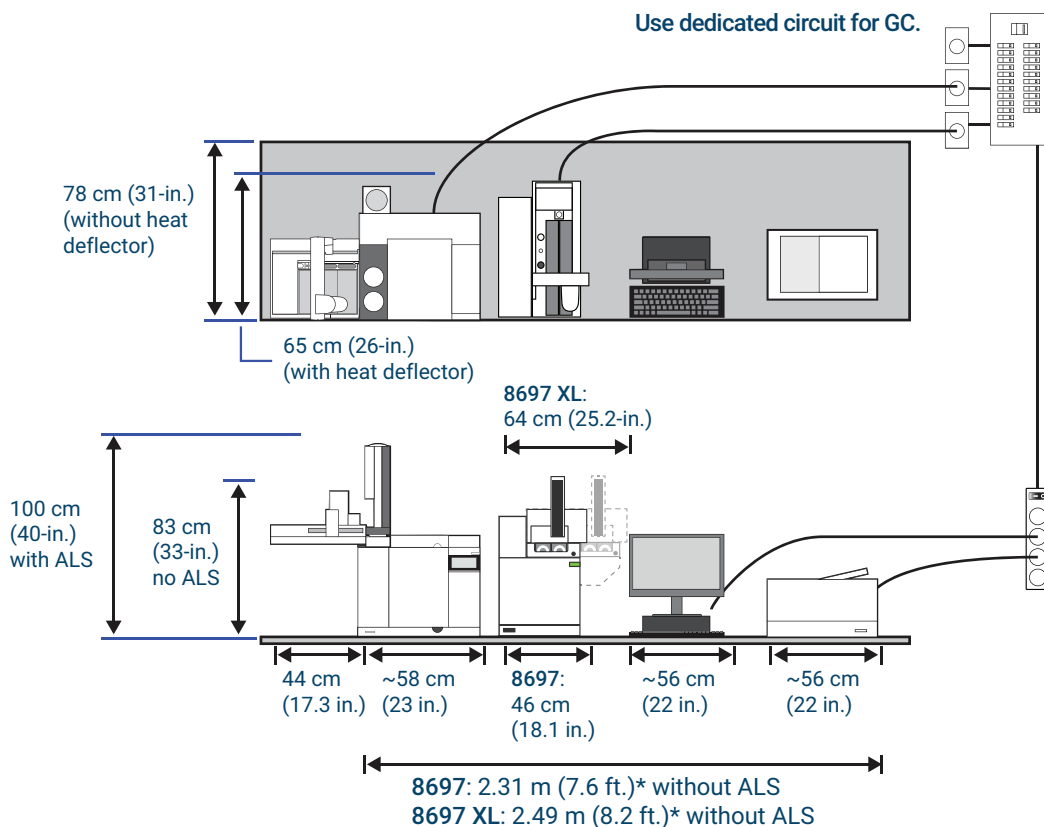 Use dedicated circuit for GC.
78 cm (31-in.)
(without heat
deflector)
65 cm (26-in.)
(with heat deflector)
8697 XL:
64 cm (25.2-in.)
100 cm
(40-in.)
with ALS
83 cm
(33-in.)
no ALS
44 cm
(17.3 in.)
~58 cm
(23 in.)
8697:
46 cm
(18.1 in.)
~56 cm
(22 in.)
~56 cm
(22 in.)
8697: 2.31 m (7.6 ft.)* without ALS
8697 XL: 2.49 m (8.2 ft.)* without ALS